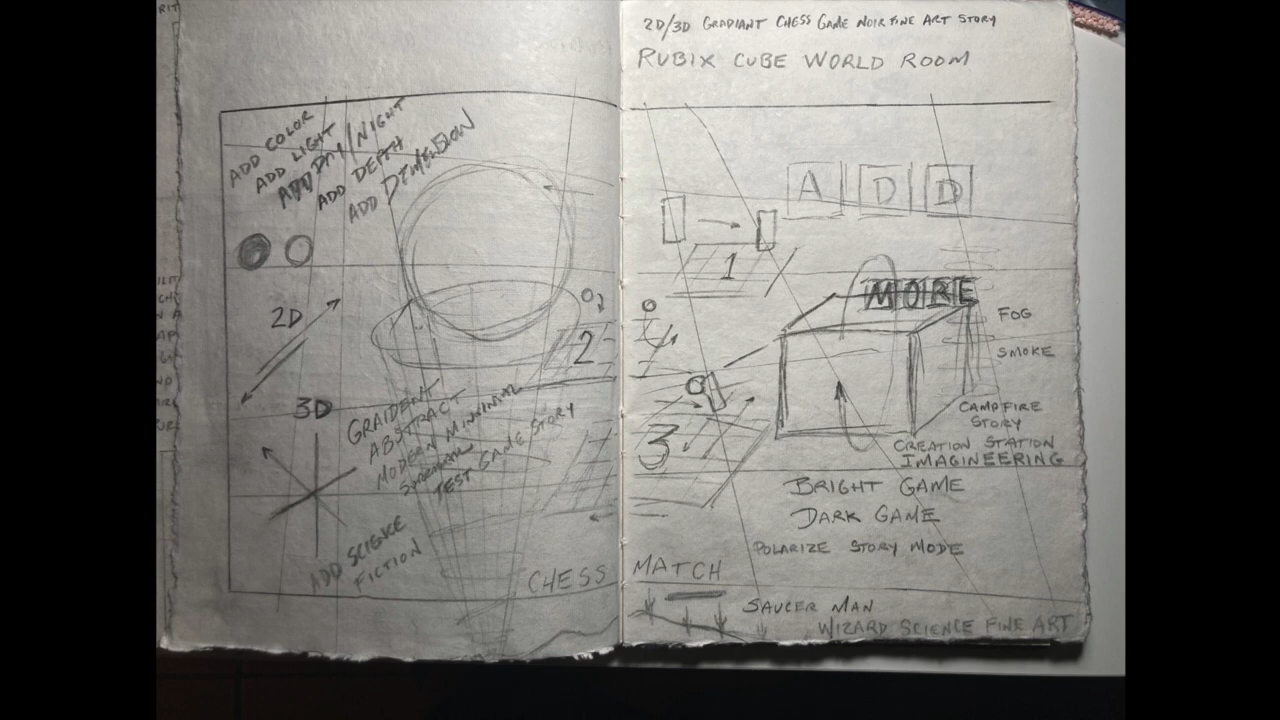 ADD COLOR
ADD LIGHT
ADD DAY/NIGHT
ADD DEPTH
ADD DIMENSION
2D
3D
GRAIDENT
ABSTRACT
MODERN MINNIMAL
SURREAL
TEST GAME STORY
ADD SCIENCE
FICTION
2
2D/3D GRADIANT CHESS GAME NOIR FINE ART STORY
RUBIX CUBE WORLD ROOM
A D D
1
MORE
FOG
SMOKE
3
CAMPFIRE
STORY
CREATION STATION
IMAGINEERING
BRIGHT GAME
DARK GAME
POLARIZE STORY MODE
CHESS MATCH
SAUCER MAN
WIZARD SCIENCE FINE ART